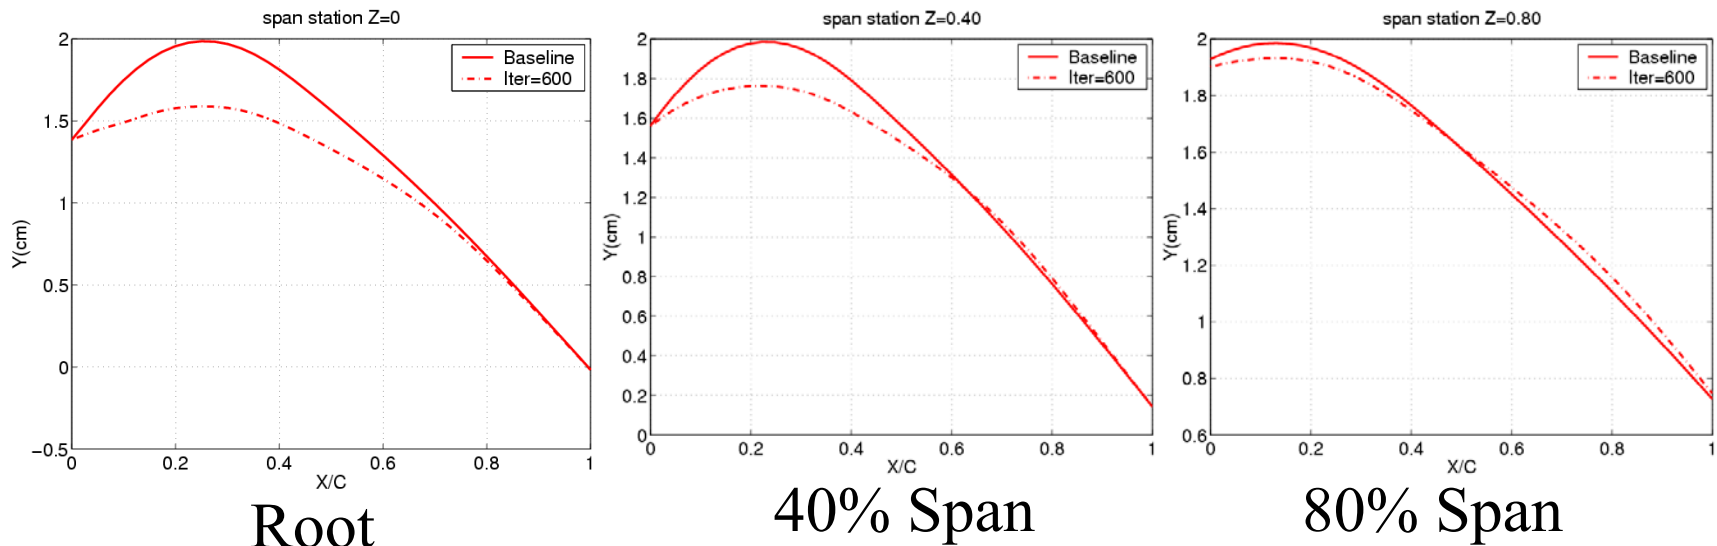 span station Z=0
2
1.5
1
0.5
0
−0.5
Y(cm)
Baseline
Iter=600
0 0.2 0.4 0.6 0.8 1
X/C
Root
span station Z=0.40
2
1.8
1.6
1.4
1.2
1
0.8
0.6
0.4
0.2
0
Y(cm)
Baseline
Iter=600
0 0.2 0.4 0.6 0.8 1
X/C
40% Span
span station Z=0.80
2
1.8
1.6
1.4
1.2
1
0.8
0.6
Y(cm)
Baseline
Iter=600
0 0.2 0.4 0.6 0.8 1
X/C
80% Span